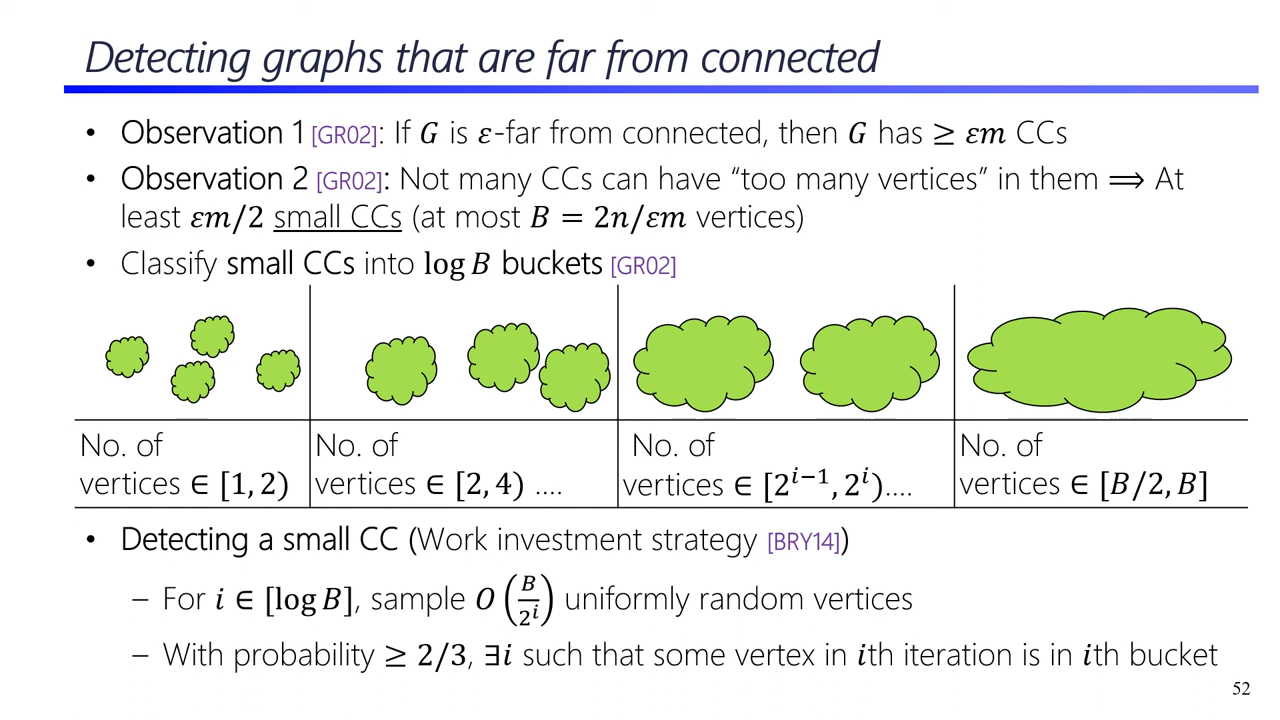 Detecting graphs that are far from connected
• Observation 1 [GR02]: If 𝐺 is 𝜀-far from connected, then 𝐺 has ≥ 𝜀𝑚 CCs
• Observation 2 [GR02]: Not many CCs can have “too many vertices” in them ⟹ At
least 𝜀𝑚/2 small CCs (at most 𝐵 = 2𝑛/𝜀𝑚 vertices)
• Classify small CCs into log 𝐵 buckets [GR02]
No. of
vertices ∈ [1, 2)
No. of
vertices ∈ [2, 4) ....
No. of
vertices ∈ [2^{𝑖−1}, 2^𝑖)....
No. of
vertices ∈ [𝐵/2, 𝐵]
• Detecting a small CC (Work investment strategy [BRY14])
– For 𝑖 ∈ [log 𝐵], sample 𝑂(𝐵/2^𝑖) uniformly random vertices
– With probability ≥ 2/3, ∃𝑖 such that some vertex in 𝑖th iteration is in 𝑖th bucket
52